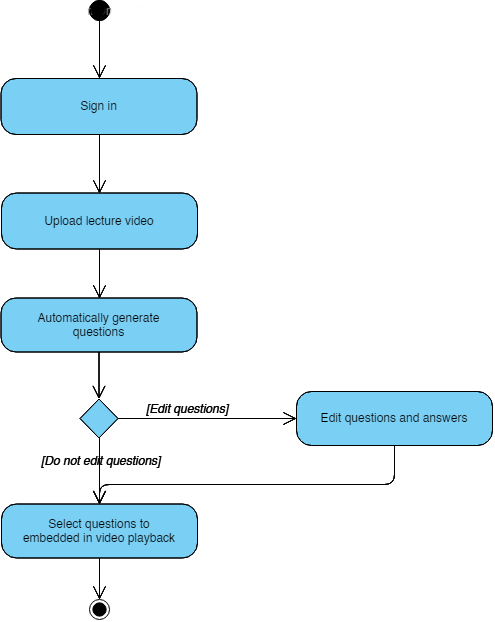 Sign in
Upload lecture video
Automatically generate
questions
[Edit questions]
Edit questions and answers
[Do not edit questions]
Select questions to
embedded in video playback